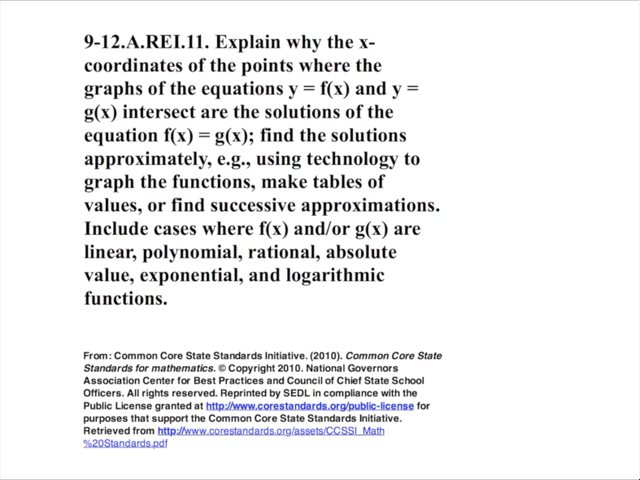 9-12.A.REI.11. Explain why the x-
coordinates of the points where the
graphs of the equations y = f(x) and y =
g(x) intersect are the solutions of the
equation f(x) = g(x); find the solutions
approximately, e.g., using technology to
graph the functions, make tables of
values, or find successive approximations.
Include cases where f(x) and/or g(x) are
linear, polynomial, rational, absolute
value, exponential, and logarithmic
functions.
From: Common Core State Standards Initiative. (2010). Common Core State
Standards for mathematics. © Copyright 2010. National Governors
Association Center for Best Practices and Council of Chief State School
Officers. All rights reserved. Reprinted by SEDL in compliance with the
Public License granted at http://www.corestandards.org/public-license for
purposes that support the Common Core State Standards Initiative.
Retrieved from http://www.corestandards.org/assets/CCSSI_Math
%20Standards.pdf